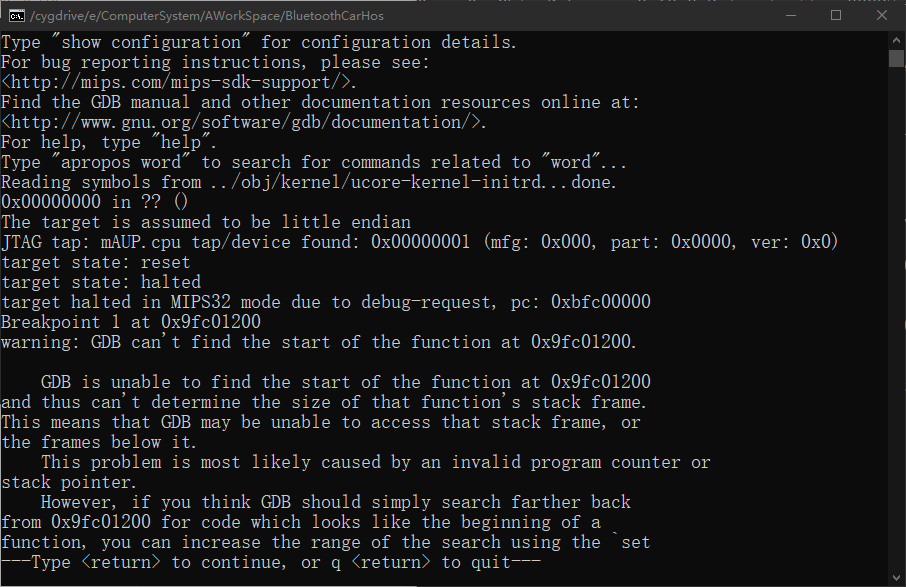 /cygdrive/e/ComputerSystem/AWorkSpace/BluetoothCarHos
Type "show configuration" for configuration details.
For bug reporting instructions, please see:
<http://mips.com/mips-sdk-support/>.
Find the GDB manual and other documentation resources online at:
<http://www.gnu.org/software/gdb/documentation/>.
For help, type "help".
Type "apropos word" to search for commands related to "word"...
Reading symbols from ../obj/kernel/ucore-kernel-initrd...done.
0x00000000 in ?? ()
The target is assumed to be little endian
JTAG tap: mAUP.cpu tap/device found: 0x00000001 (mfg: 0x000, part: 0x0000, ver: 0x0)
target state: reset
target state: halted
target halted in MIPS32 mode due to debug-request, pc: 0xbfc00000
Breakpoint 1 at 0x9fc01200
warning: GDB can't find the start of the function at 0x9fc01200.
    GDB is unable to find the start of the function at 0x9fc01200
and thus can't determine the size of that function's stack frame.
This means that GDB may be unable to access that stack frame, or
the frames below it.
    This problem is most likely caused by an invalid program counter or
stack pointer.
    However, if you think GDB should simply search farther back
from 0x9fc01200 for code which looks like the beginning of a
function, you can increase the range of the search using the `set
---Type <return> to continue, or q <return> to quit---